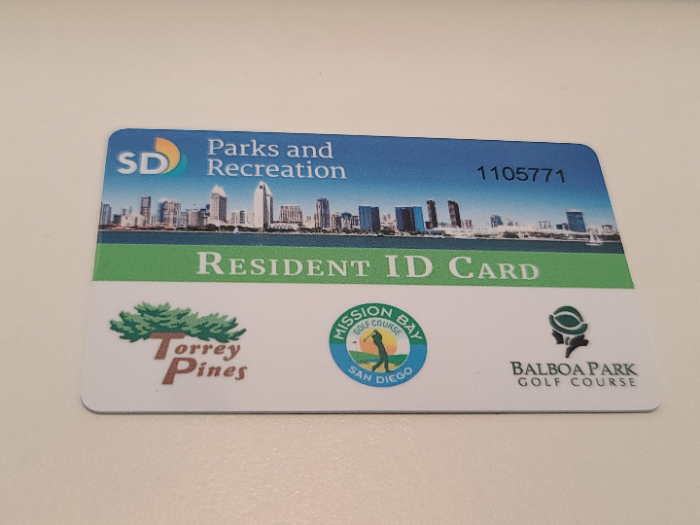 SD
Parks and
Recreation
1105771
RESIDENT ID CARD
Torrey
Pines
MISSION BAY
GOLF COURSE
SAN DIEGO
BALBOA PARK
GOLF COURSE